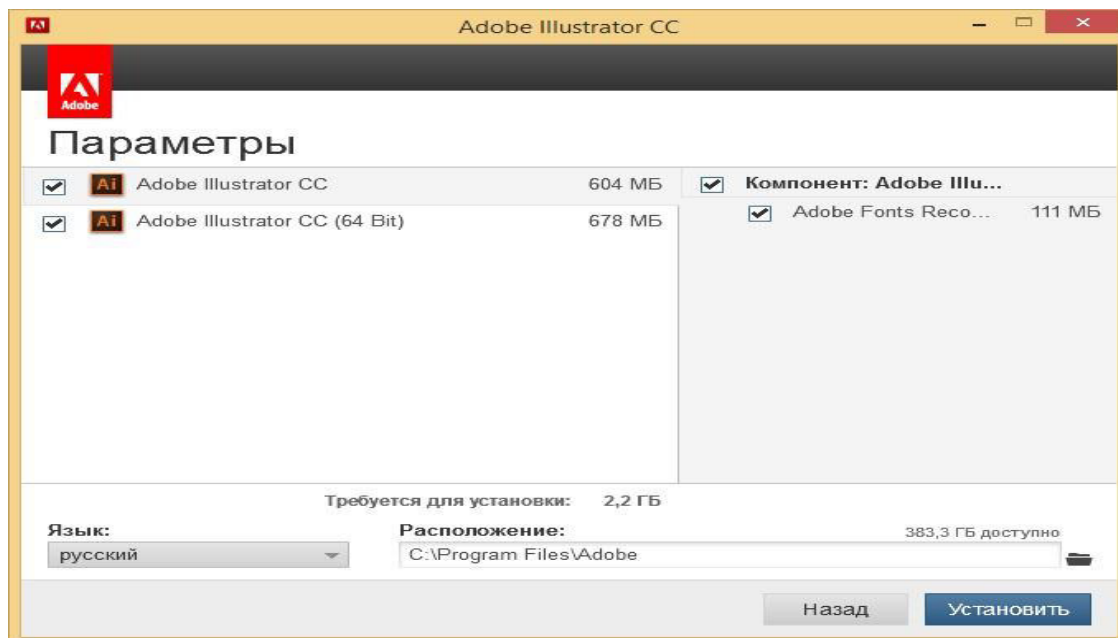 Adobe Illustrator CC
Adobe
Параметры
Ai Adobe Illustrator CC 604 МБ
Компонент: Adobe Illu...
Ai Adobe Illustrator CC (64 Bit) 678 МБ
Adobe Fonts Reco... 111 МБ
Требуется для установки: 2,2 ГБ
Язык: Расположение: 383,3 ГБ доступно
русский C:\Program Files\Adobe
Назад Установить